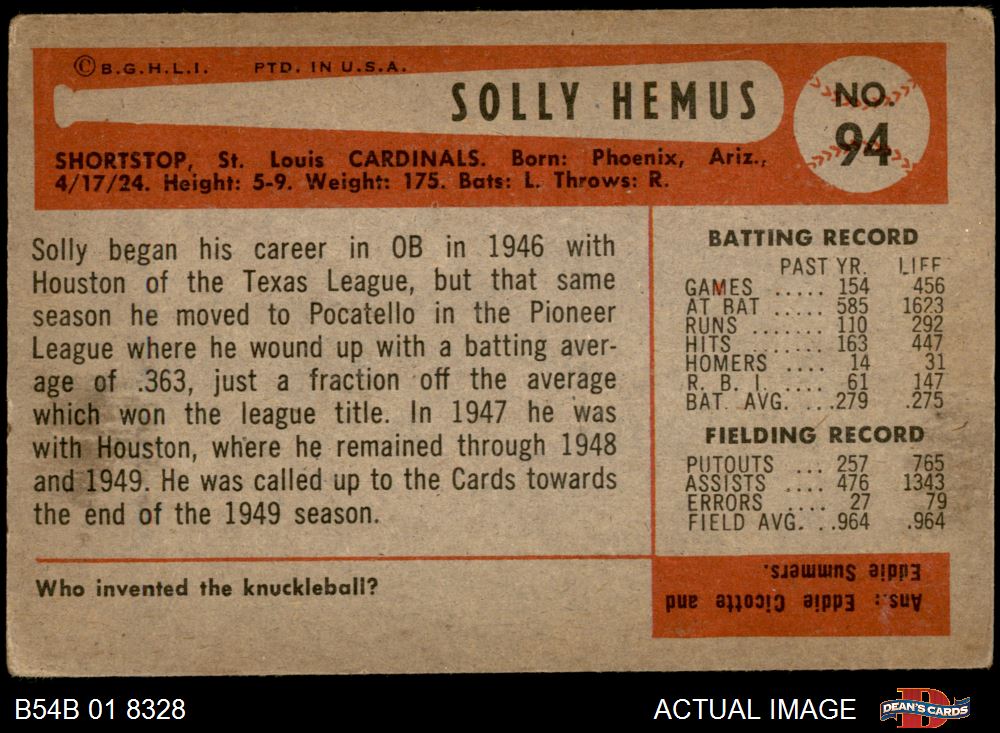 © B.G.H.L.I. PTD. IN U.S.A.
SOLLY HEMUS
NO.
94
SHORTSTOP, St. Louis CARDINALS. Born: Phoenix, Ariz.,
4/17/24. Height: 5-9. Weight: 175. Bats: L. Throws: R.
Solly began his career in OB in 1946 with
Houston of the Texas League, but that same
season he moved to Pocatello in the Pioneer
League where he wound up with a batting aver-
age of .363, just a fraction off the average
which won the league title. In 1947 he was
with Houston, where he remained through 1948
and 1949. He was called up to the Cards towards
the end of the 1949 season.
BATTING RECORD
PAST YR. LIFE
GAMES ..... 154 456
AT BAT ..... 585 1623
RUNS ....... 110 292
HITS ....... 163 447
HOMERS .... 14 31
R. B. I. .... 61 147
BAT. AVG. ...279 .275
FIELDING RECORD
PUTOUTS ... 257 765
ASSISTS .... 476 1343
ERRORS .... 27 79
FIELD AVG. ..964 .964
Who invented the knuckleball?
Ans.: Eddie Cicotte and
Eddie Summers.
B54B 01 8328
ACTUAL IMAGE
D
DEAN'S CARDS